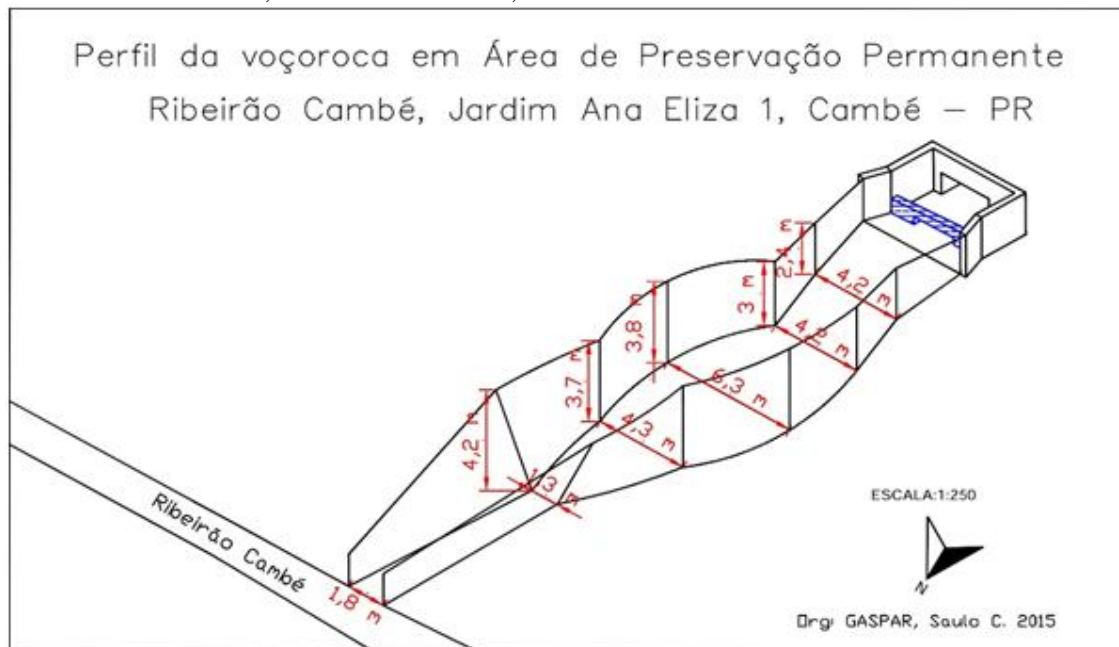 Perfil da voçoroca em Área de Preservação Permanente
Ribeirão Cambé, Jardim Ana Eliza 1, Cambé – PR
2,4 m
4,2 m
3 m
4,2 m
3,8 m
6,3 m
3,7 m
4,3 m
4,2 m
1,3 m
Ribeirão Cambé
1,8 m
ESCALA:1:250
N
Org: GASPAR, Saulo C. 2015